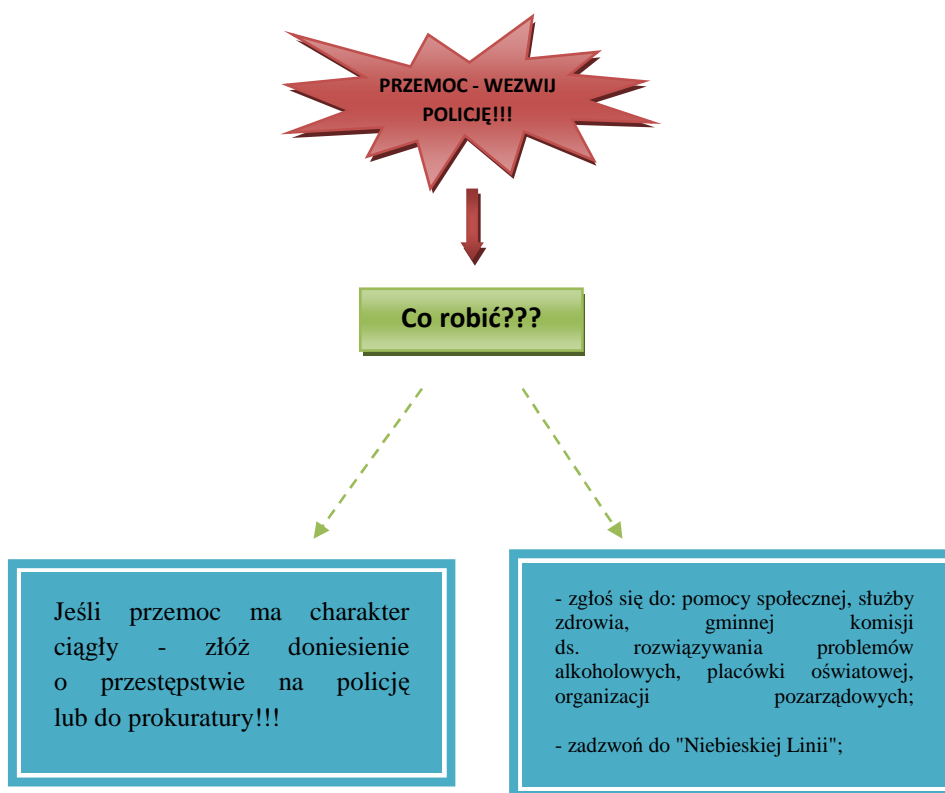 PRZEMOC - WEZWIJ
POLICJĘ!!!
Co robić???
Jeśli przemoc ma charakter
ciągły - złóż doniesienie
o przestępstwie na policję
lub do prokuratury!!!
- zgłoś się do: pomocy społecznej, służby
zdrowia, gminnej komisji
ds. rozwiązywania problemów
alkoholowych, placówki oświatowej,
organizacji pozarządowych;
- zadzwoń do "Niebieskiej Linii";